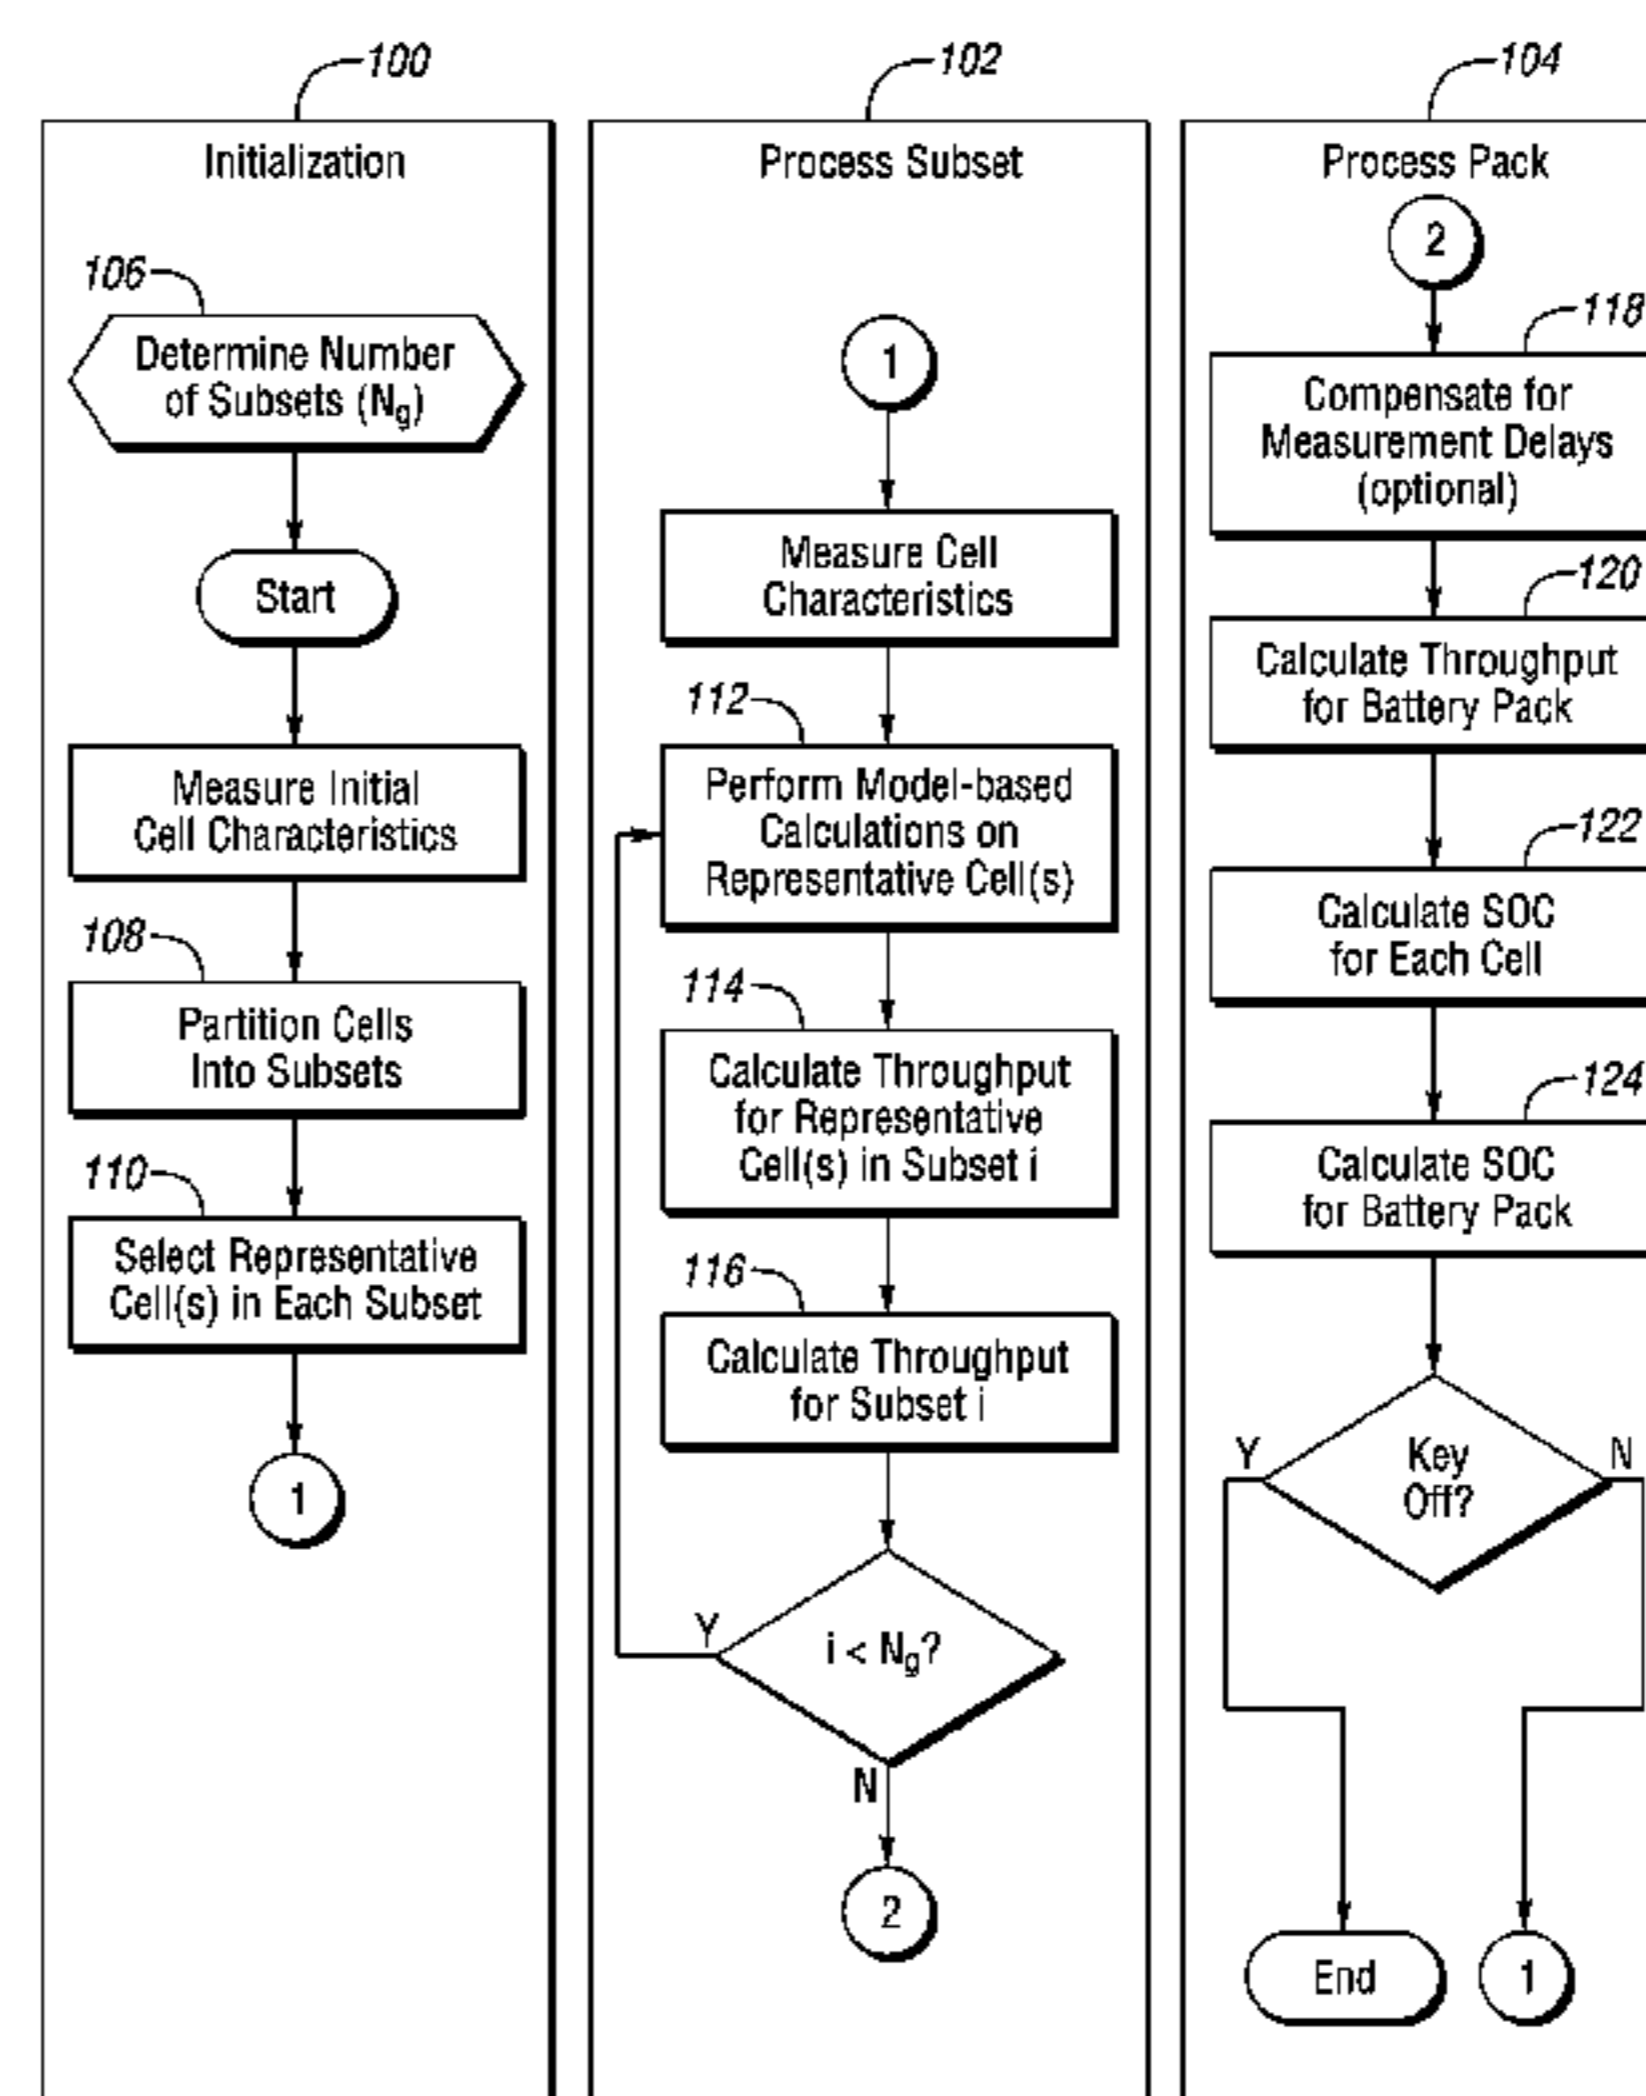 100
Initialization
106
Determine Number
of Subsets (Ng)
Start
Measure Initial
Cell Characteristics
108
Partition Cells
Into Subsets
110
Select Representative
Cell(s) in Each Subset
1
102
Process Subset
1
Measure Cell
Characteristics
112
Perform Model-based
Calculations on
Representative Cell(s)
114
Calculate Throughput
for Representative
Cell(s) in Subset i
116
Calculate Throughput
for Subset i
i < Ng?
Y
N
2
104
Process Pack
2
118
Compensate for
Measurement Delays
(optional)
120
Calculate Throughput
for Battery Pack
122
Calculate SOC
for Each Cell
124
Calculate SOC
for Battery Pack
Key
Off?
Y
N
End
1